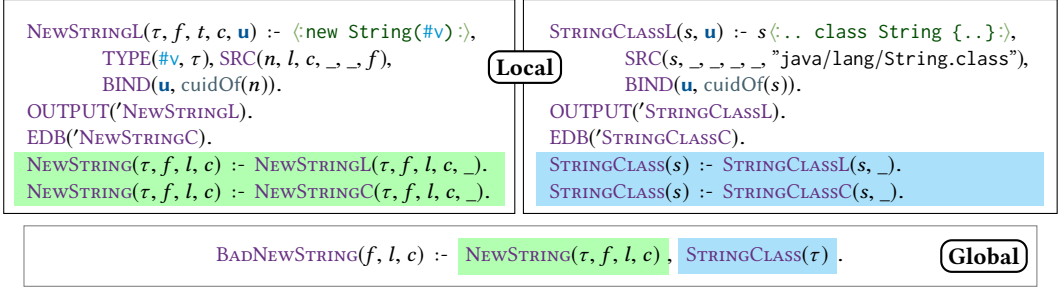 NewStringL(τ, f, t, c, u) :- ⟨:new String(#v):⟩,
TYPE(#v, τ), SRC(n, l, c, _, _, f),
BIND(u, cuidOf(n)).
OUTPUT('NewStringL).
EDB('NewStringC).
NewString(τ, f, l, c) :- NewStringL(τ, f, l, c, _).
NewString(τ, f, l, c) :- NewStringC(τ, f, l, c, _).
Local
StringClassL(s, u) :- s⟨:.. class String {..}:⟩,
SRC(s, _, _, _, _, "java/lang/String.class"),
BIND(u, cuidOf(s)).
OUTPUT('StringClassL).
EDB('StringClassC).
StringClass(s) :- StringClassL(s, _).
StringClass(s) :- StringClassC(s, _).
BadNewString(f, l, c) :- NewString(τ, f, l, c), StringClass(τ).
Global